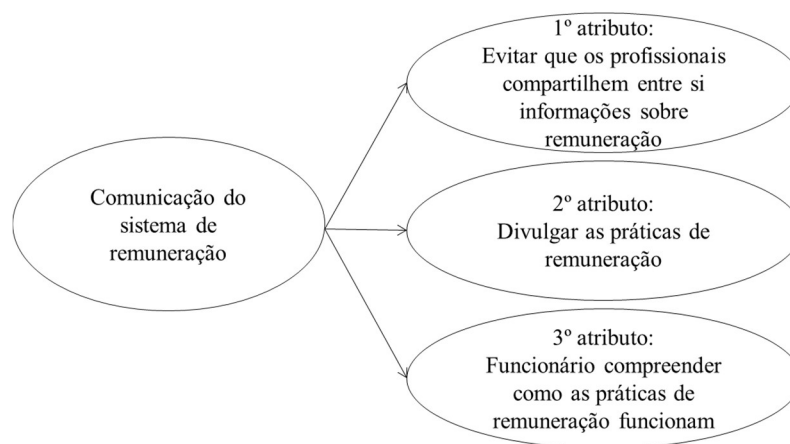 Comunicação do
sistema de
remuneração
1º atributo:
Evitar que os profissionais
compartilhem entre si
informações sobre
remuneração
2º atributo:
Divulgar as práticas de
remuneração
3º atributo:
Funcionário compreender
como as práticas de
remuneração funcionam